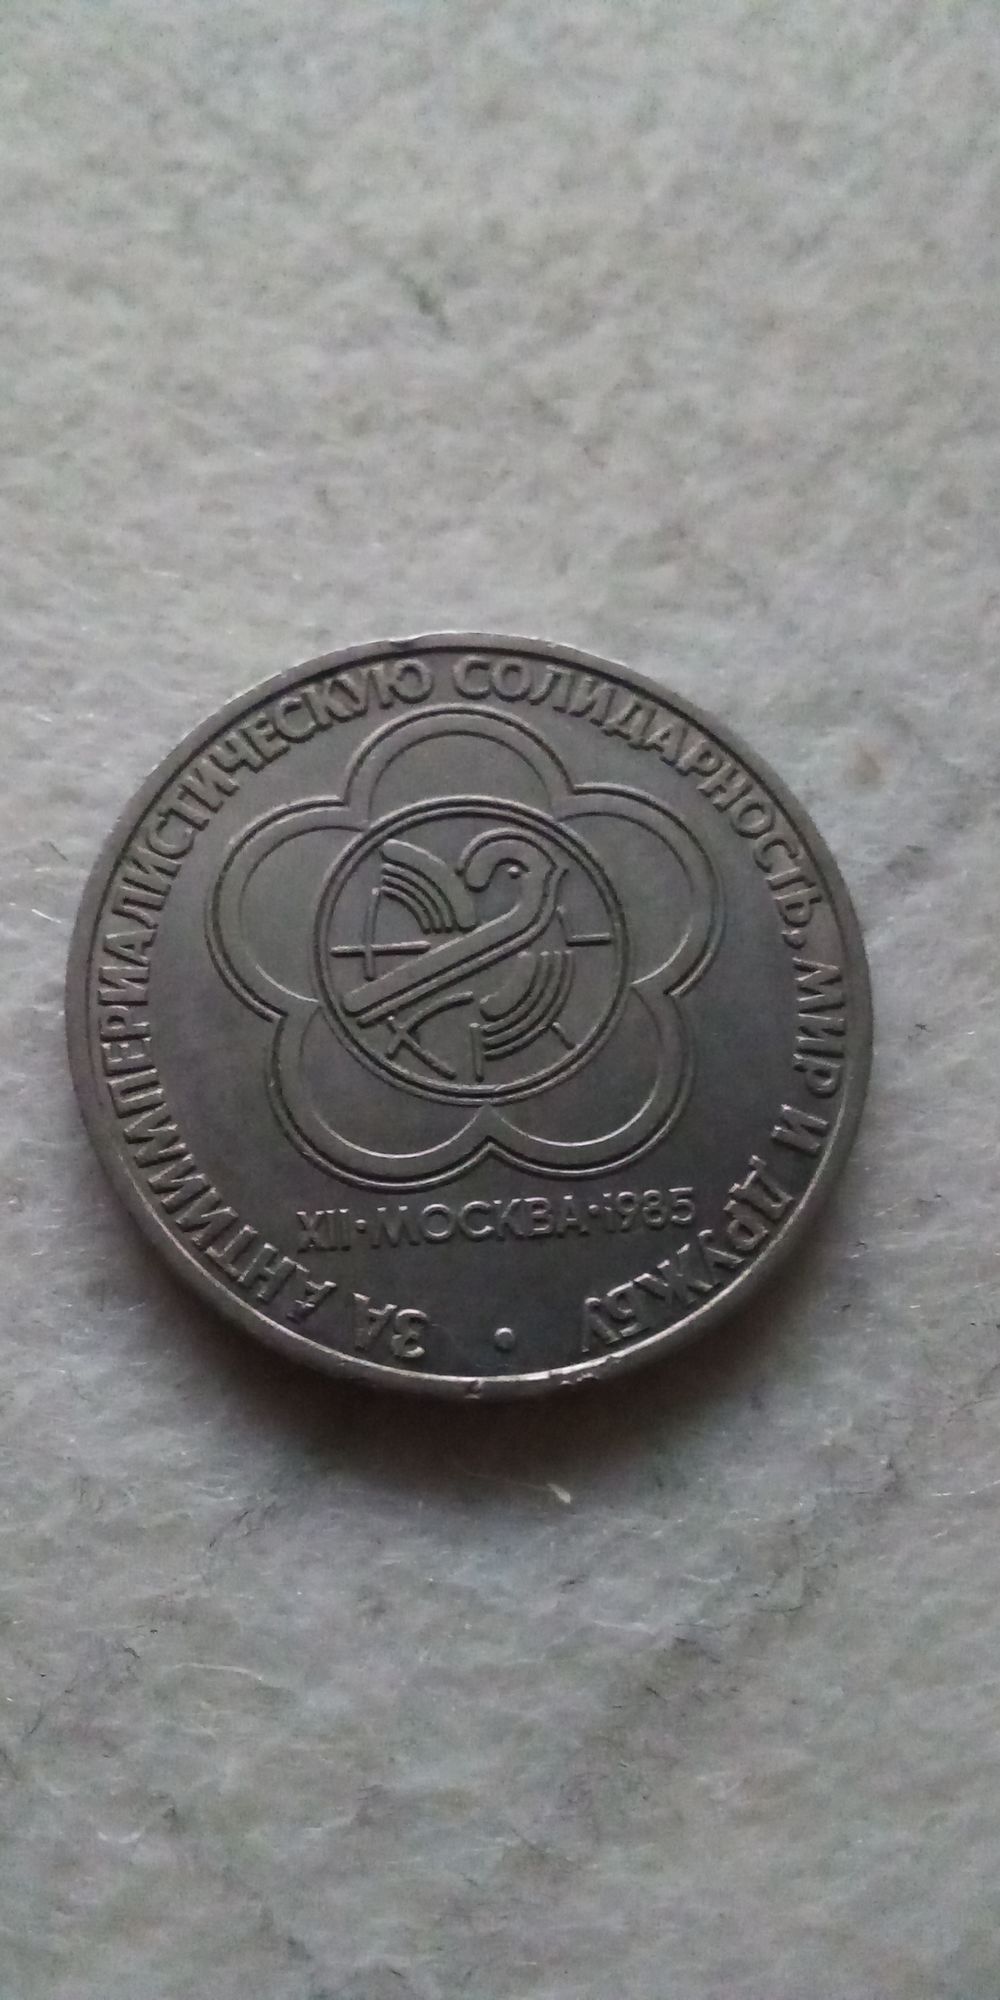 ЗА АНТИИМПЕРИАЛИСТИЧЕСКУЮ СОЛИДАРНОСТЬ, МИР И ДРУЖБУ •
XII•МОСКВА•1985